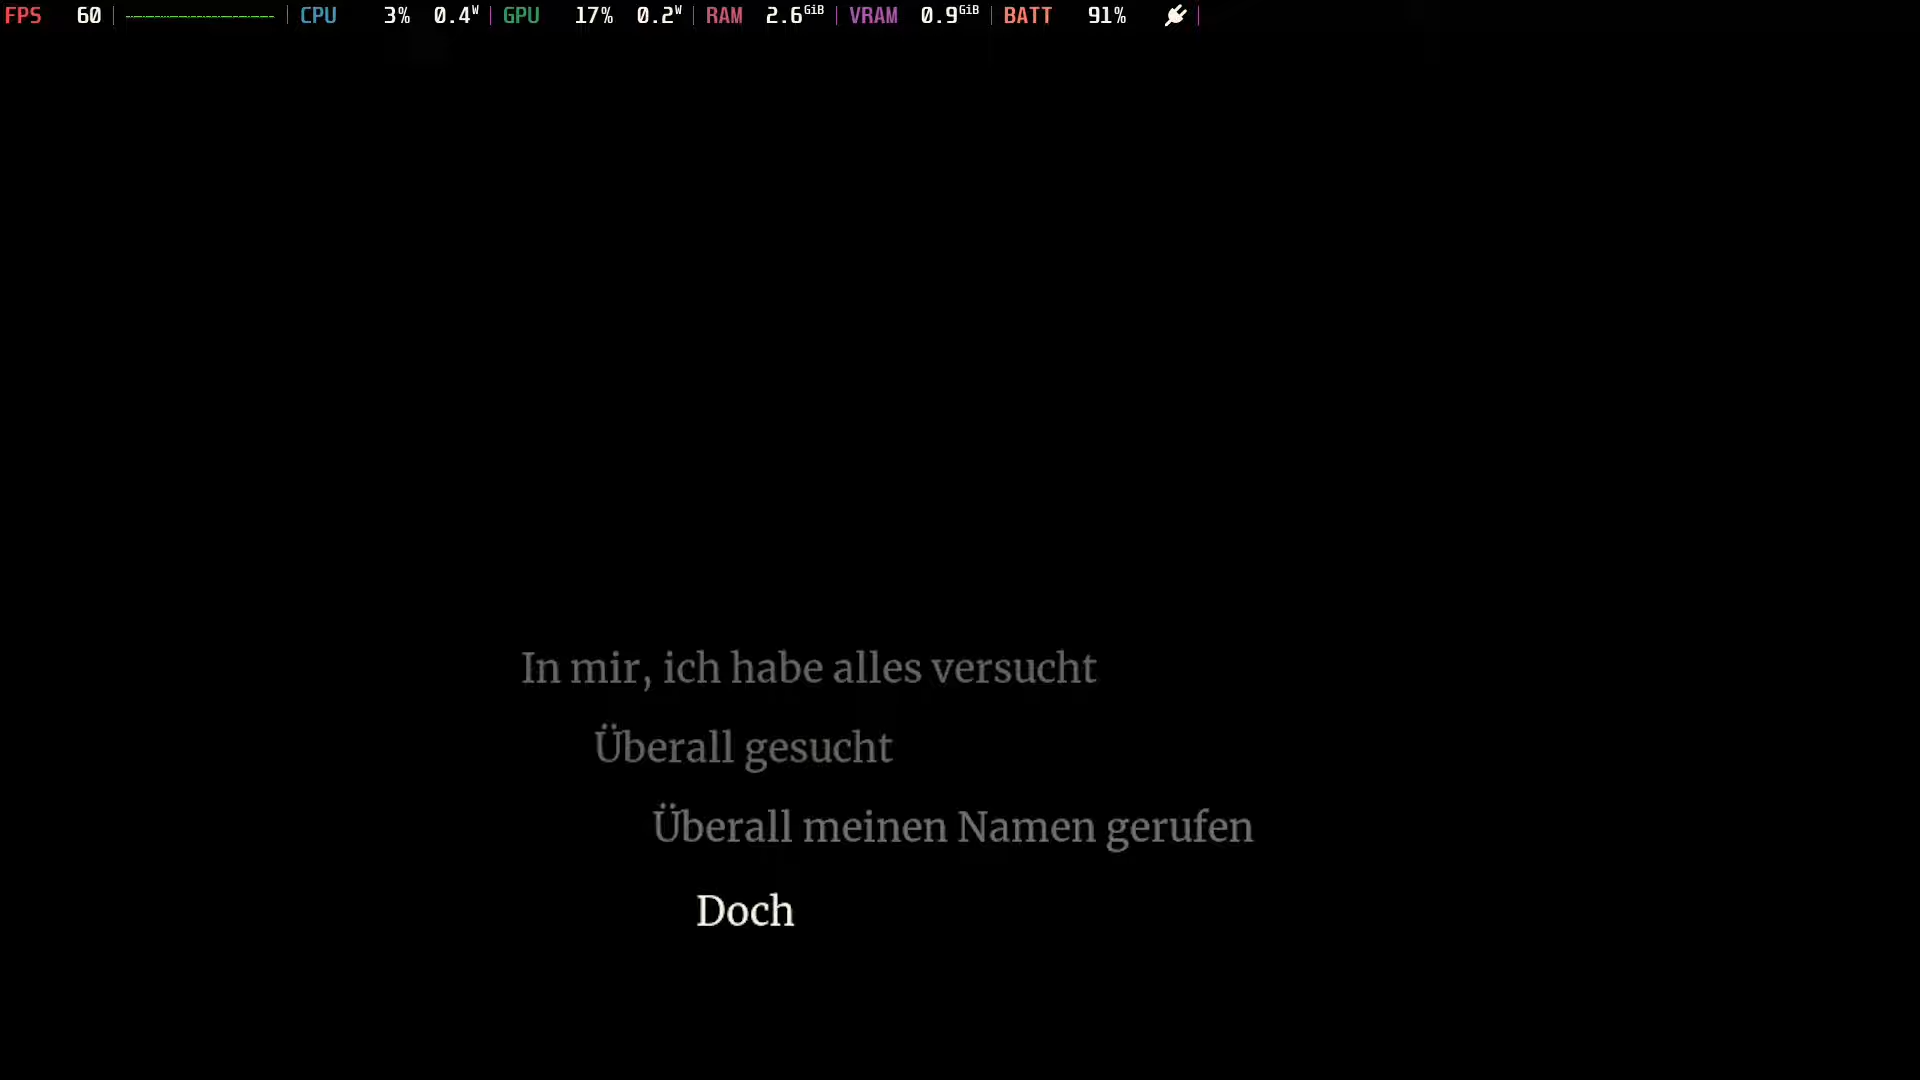 FPS 60 CPU 3% 0.4W GPU 17% 0.2W RAM 2.6GiB VRAM 0.9GiB BATT 91%
In mir, ich habe alles versucht
Überall gesucht
Überall meinen Namen gerufen
Doch